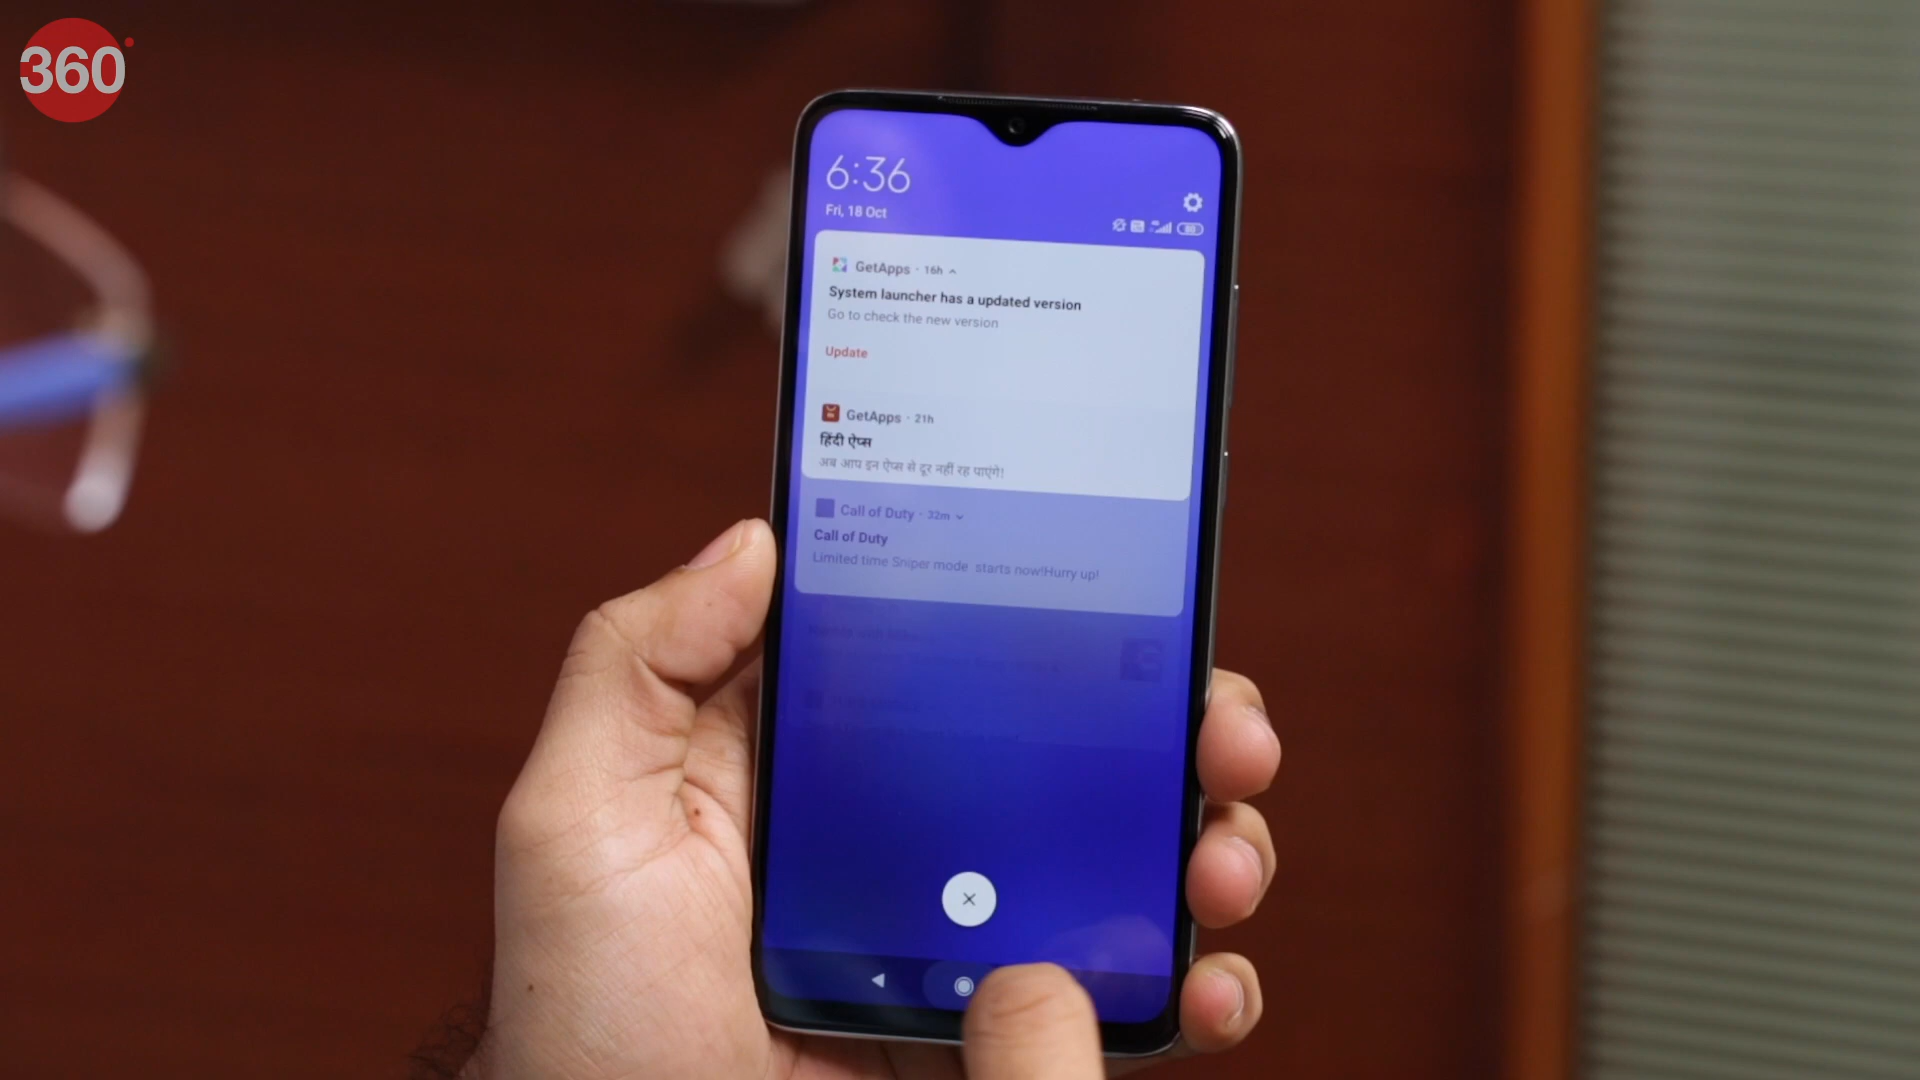 360
6:36
Fri, 18 Oct
GetApps · 16h
System launcher has a updated version
Go to check the new version
Update
GetApps · 21h
हिंदी ऐप्स
अब आप इन ऐप्स से दूर नहीं रह पाएंगे!
Call of Duty · 32m
Call of Duty
Limited time Sniper mode starts now!Hurry up!